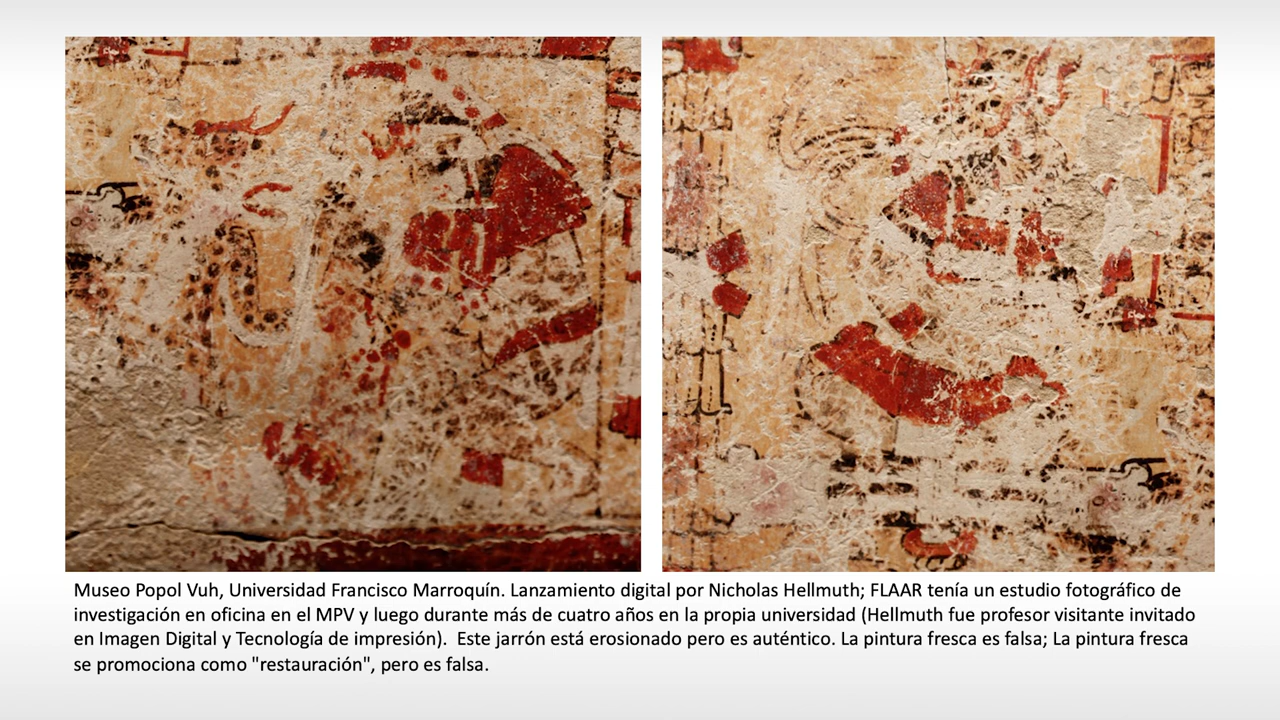 Museo Popol Vuh, Universidad Francisco Marroquín. Lanzamiento digital por Nicholas Hellmuth; FLAAR tenía un estudio fotográfico de
investigación en oficina en el MPV y luego durante más de cuatro años en la propia universidad (Hellmuth fue profesor visitante invitado
en Imagen Digital y Tecnología de impresión).  Este jarrón está erosionado pero es auténtico. La pintura fresca es falsa; La pintura fresca
se promociona como "restauración", pero es falsa.